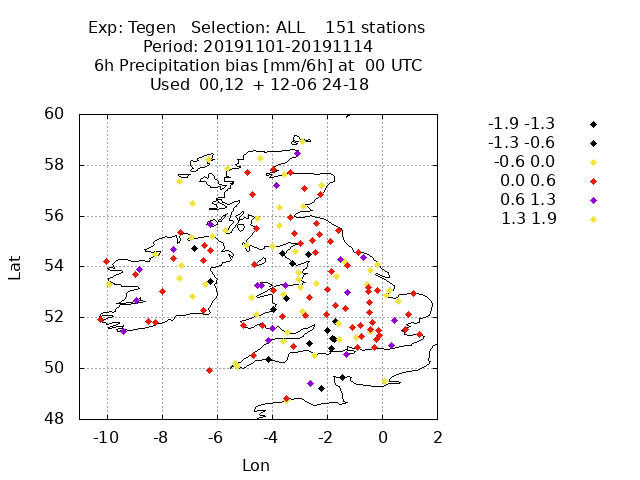 Exp: Tegen   Selection: ALL    151 stations
Period: 20191101-20191114
6h Precipitation bias [mm/6h] at  00 UTC
Used 00,12  + 12-06 24-18
-1.9 -1.3
-1.3 -0.6
-0.6 0.0
0.0 0.6
0.6 1.3
1.3 1.9
60
58
56
54
52
50
48
Lat
-10 -8 -6 -4 -2 0 2
Lon